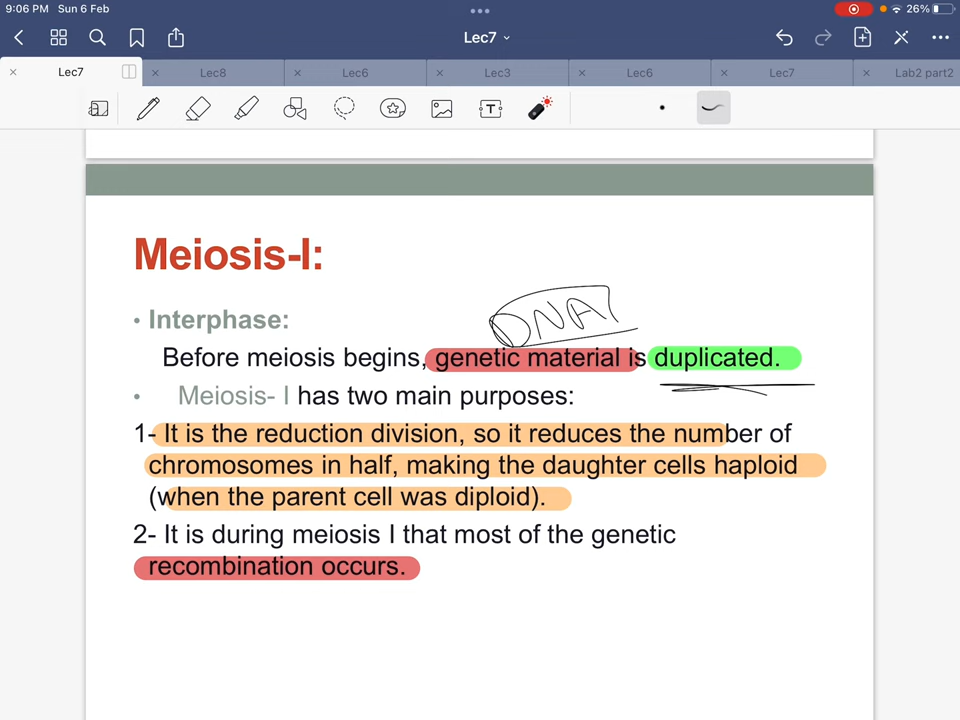 9:06 PM Sun 6 Feb
26%
Lec7
Lec7
Lec8
Lec6
Lec3
Lec6
Lec7
Lab2 part2
T
Meiosis-I:
• Interphase:
DNA
Before meiosis begins, genetic material is duplicated.
• Meiosis- I has two main purposes:
1- It is the reduction division, so it reduces the number of
chromosomes in half, making the daughter cells haploid
(when the parent cell was diploid).
2- It is during meiosis I that most of the genetic
recombination occurs.